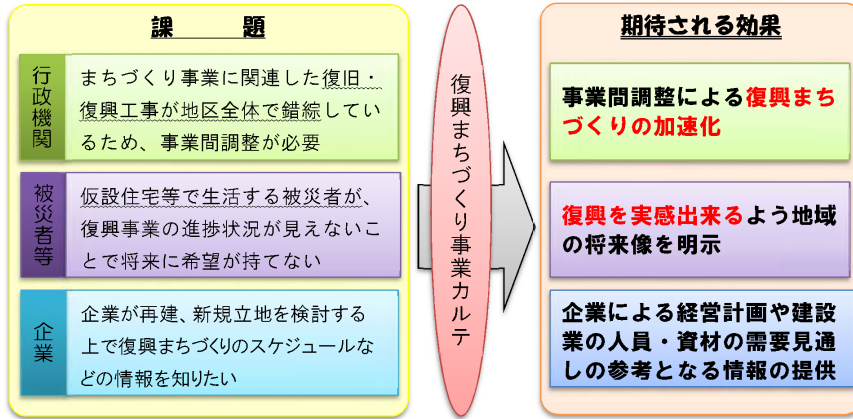 課　題
行政機関
まちづくり事業に関連した復旧・
復興工事が地区全体で錯綜してい
るため、事業間調整が必要
被災者等
仮設住宅等で生活する被災者が、
復興事業の進捗状況が見えないこ
とで将来に希望が持てない
企業
企業が再建、新規立地を検討する
上で復興まちづくりのスケジュールな
どの情報を知りたい
復興まちづくり事業カルテ
期待される効果
事業間調整による復興まち
づくりの加速化
復興を実感出来るよう地域
の将来像を明示
企業による経営計画や建設
業の人員・資材の需要見通
しの参考となる情報の提供